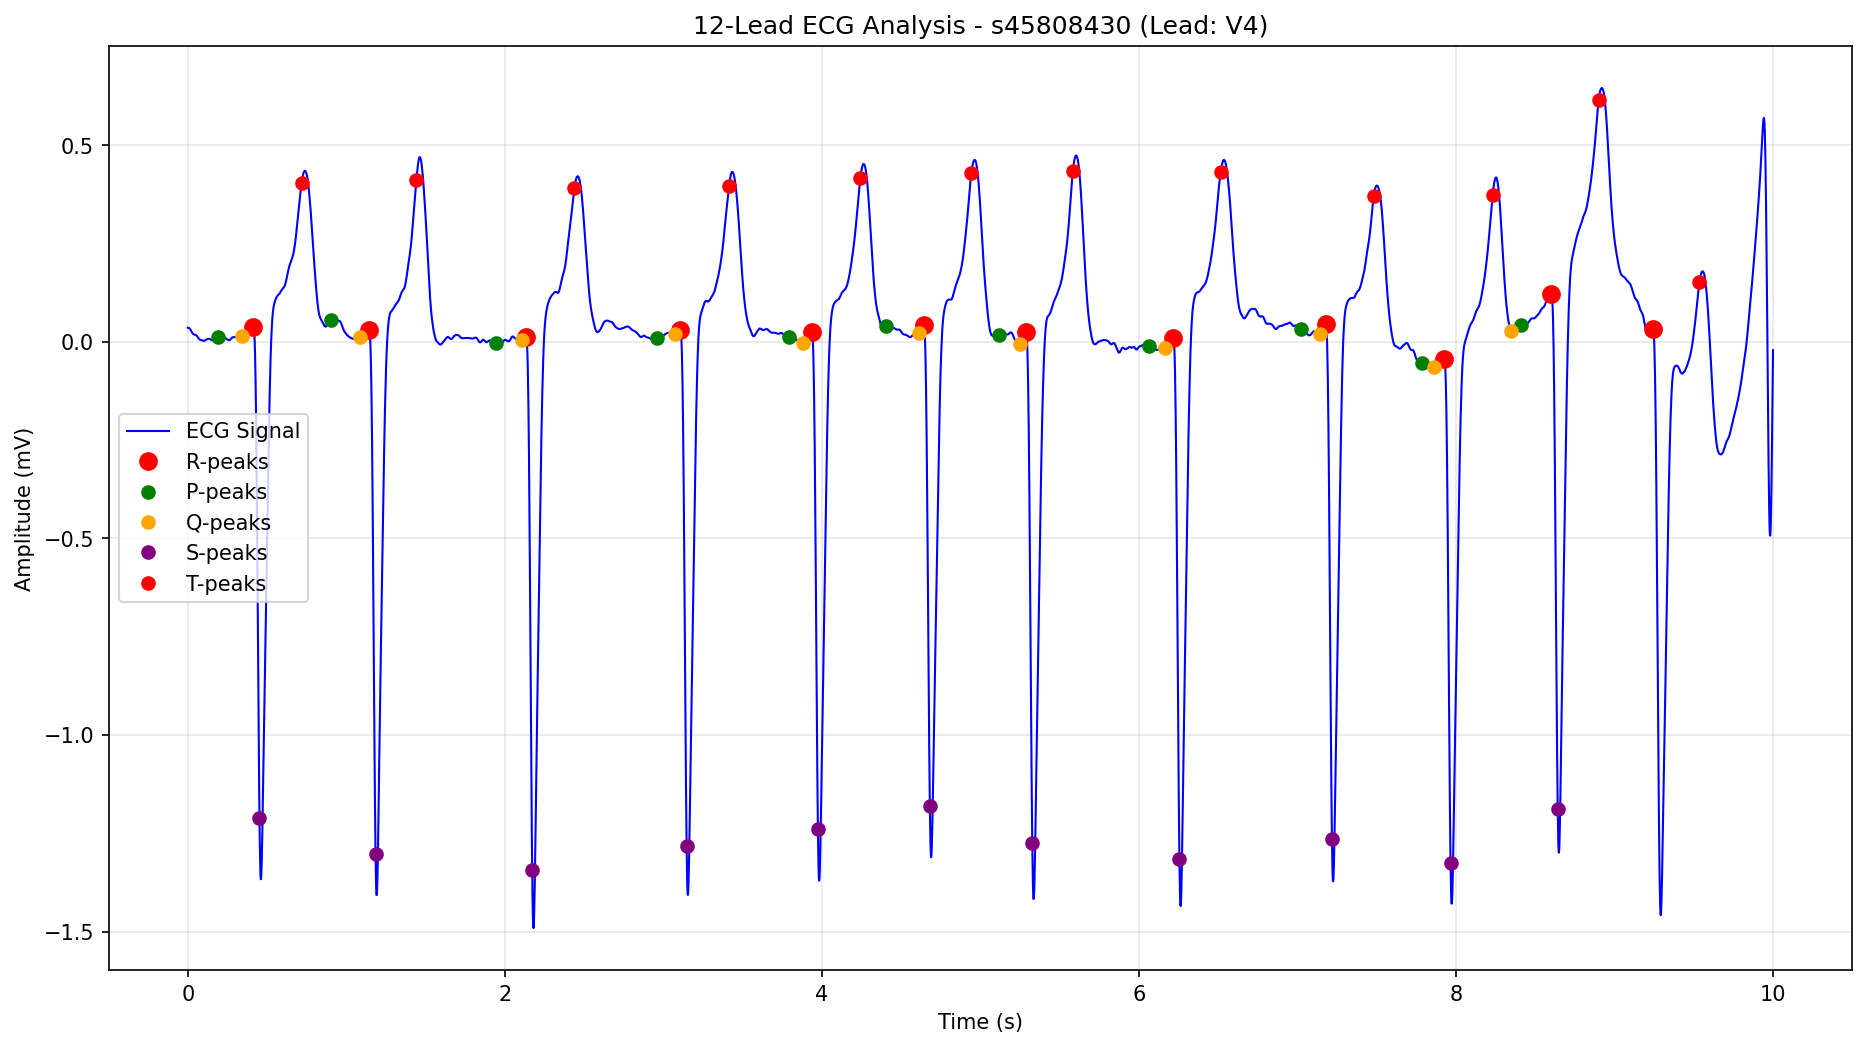 12-Lead ECG Analysis - s45808430 (Lead: V4)
Amplitude (mV)
0.5
0.0
−0.5
−1.0
−1.5
ECG Signal
R-peaks
P-peaks
Q-peaks
S-peaks
T-peaks
0 2 4 6 8 10
Time (s)